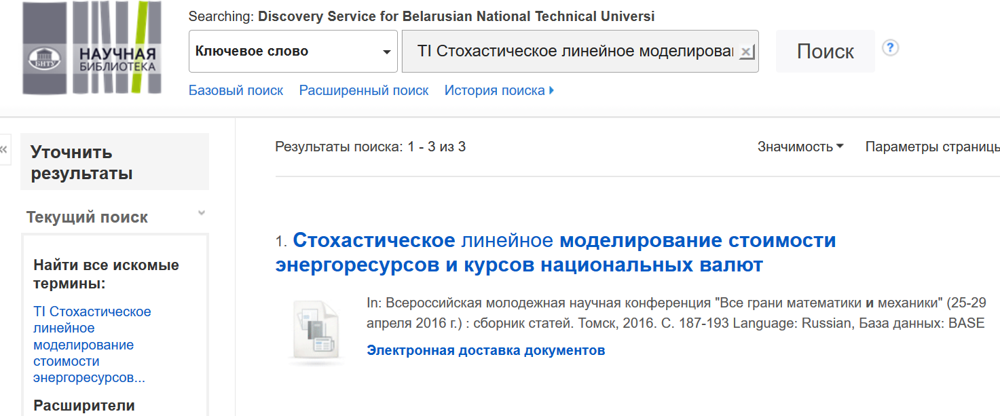 НАУЧНАЯ
БИБЛИОТЕКА
БНТУ
Searching: Discovery Service for Belarusian National Technical Universi
Ключевое слово
TI Стохастическое линейное моделирова
Поиск
?
Базовый поиск Расширенный поиск История поиска
«
Уточнить
результаты
Результаты поиска: 1 - 3 из 3
Значимость
Параметры страницы
Текущий поиск
Найти все искомые
термины:
TI Стохастическое
линейное
моделирование
стоимости
энергоресурсов...
Расширители
1. Стохастическое линейное моделирование стоимости
энергоресурсов и курсов национальных валют
In: Всероссийская молодежная научная конференция "Все грани математики и механики" (25-29
апреля 2016 г.) : сборник статей. Томск, 2016. С. 187-193 Language: Russian, База данных: BASE
Электронная доставка документов